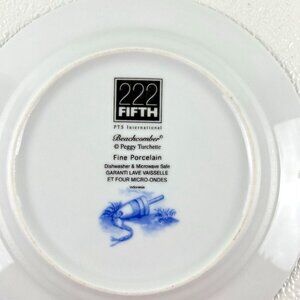 222
FIFTH
PTS International
Beachcomber®
© Peggy Turchette
Fine Porcelain
Dishwasher & Microwave Safe
GARANTI LAVE VAISSELLE
ET FOUR MICRO-ONDES
Indonesia